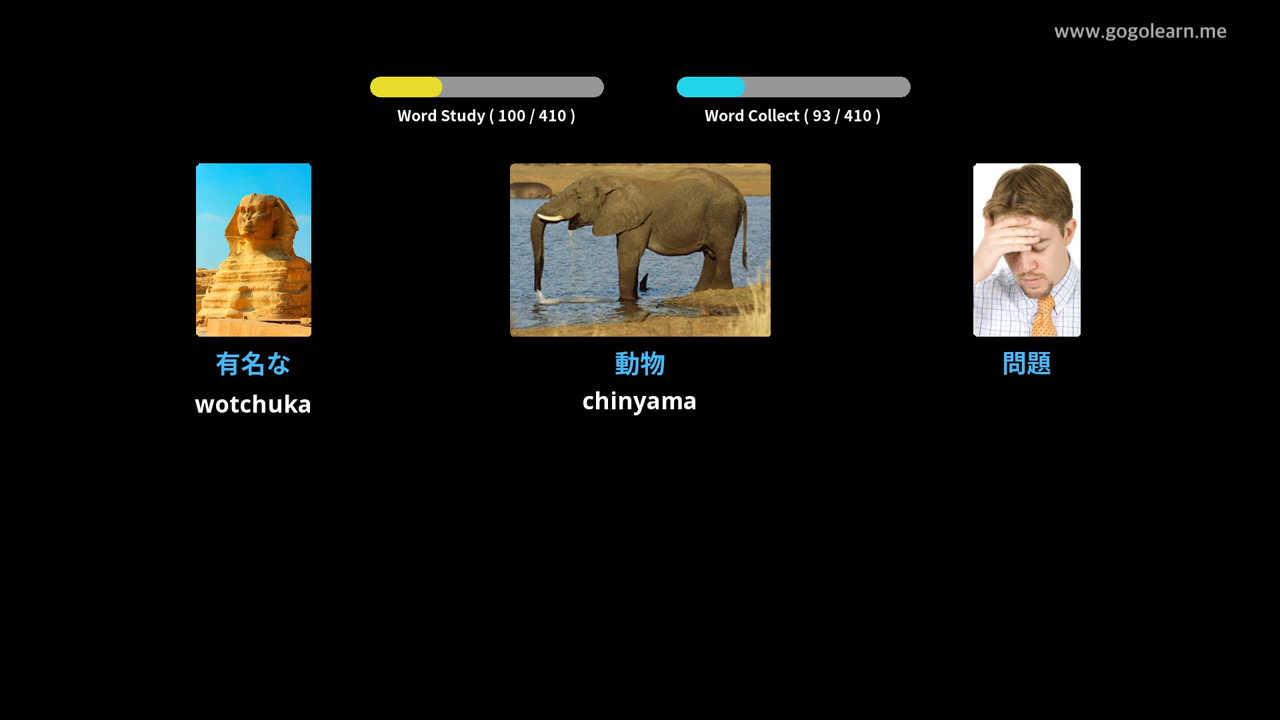 www.gogolearn.me
Word Study ( 100 / 410 )
Word Collect ( 93 / 410 )
有名な
動物
問題
wotchuka
chinyama